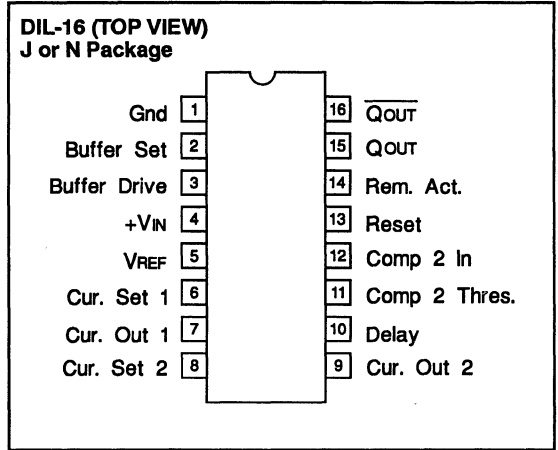 DIL-16 (TOP VIEW)
J or N Package
Gnd 1
Buffer Set 2
Buffer Drive 3
+VIN 4
VREF 5
Cur. Set 1 6
Cur. Out 1 7
Cur. Set 2 8
16 Q̅O̅U̅T̅
15 QOUT
14 Rem. Act.
13 Reset
12 Comp 2 In
11 Comp 2 Thres.
10 Delay
9 Cur. Out 2